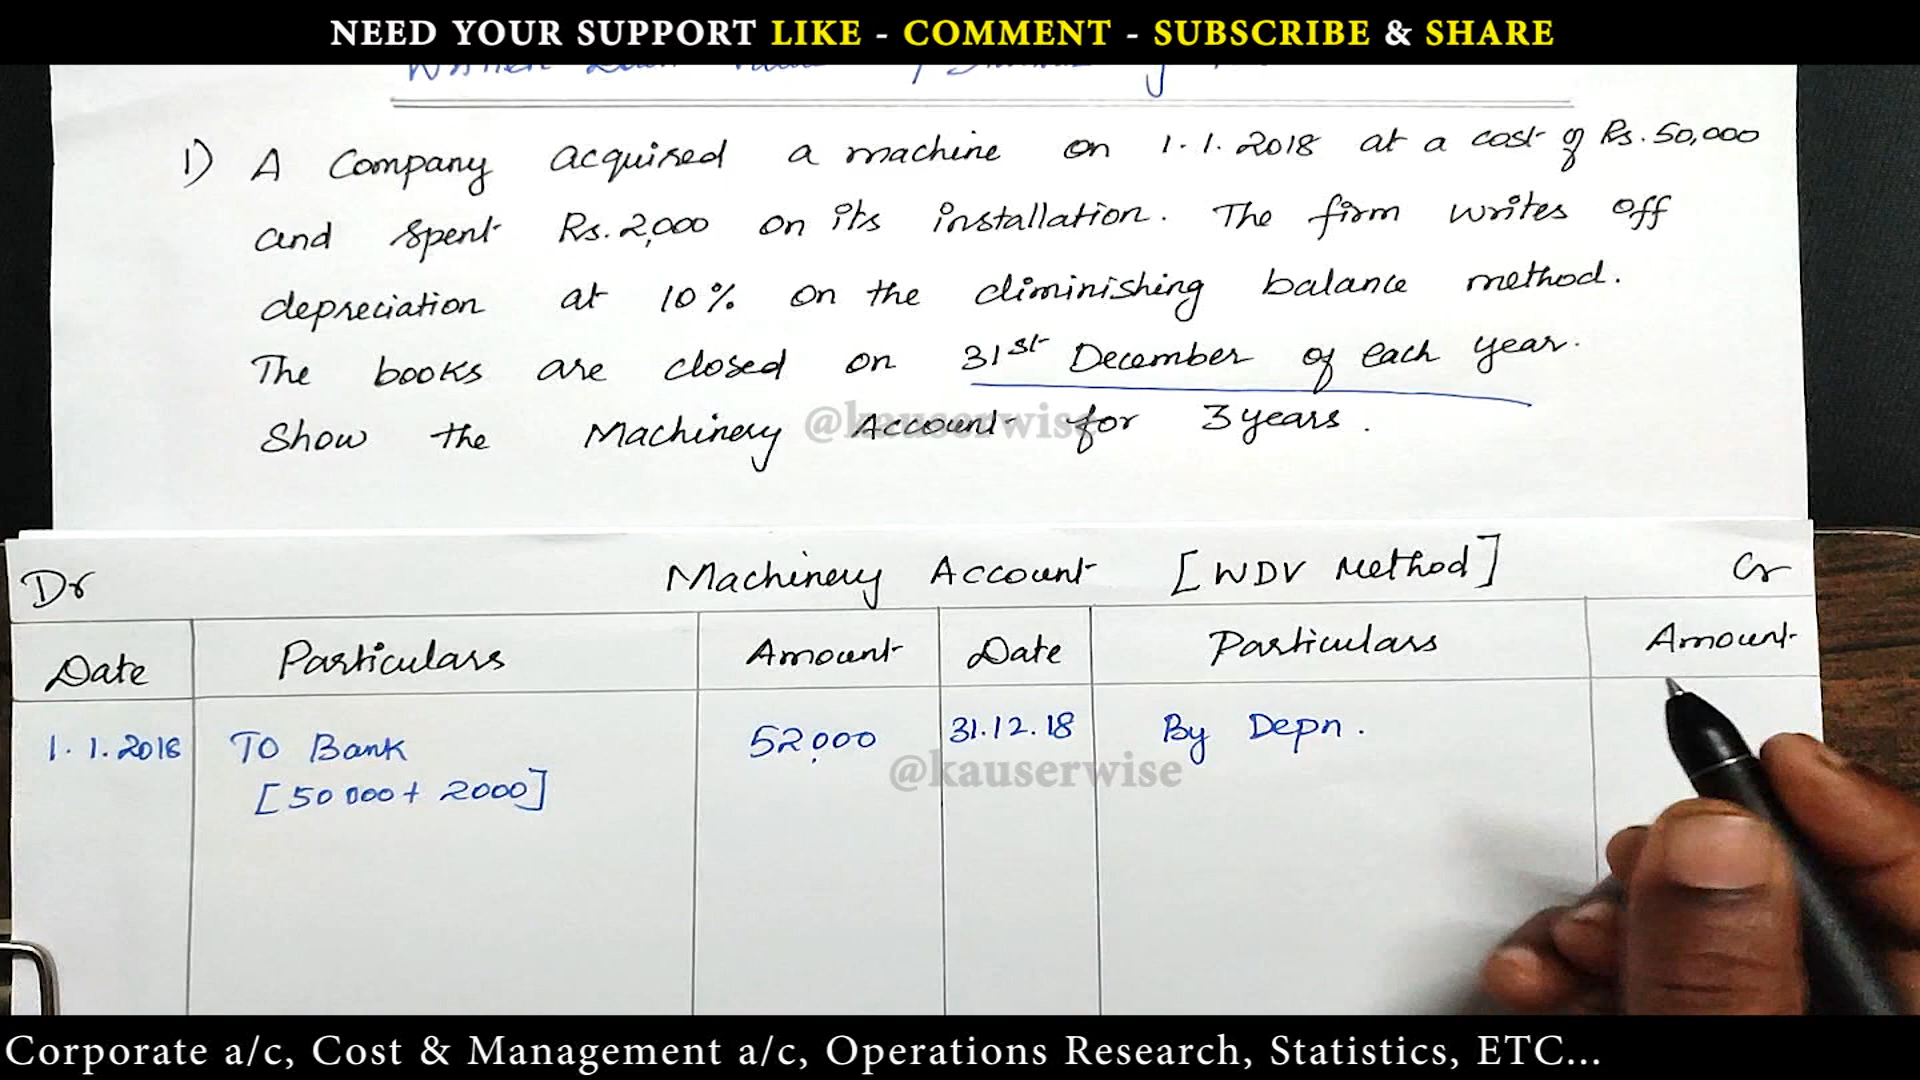 NEED YOUR SUPPORT LIKE - COMMENT - SUBSCRIBE & SHARE
1) A Company acquired a machine on 1.1.2018 at a cost of Rs.50,000
and spent Rs.2,000 on its installation. The firm writes off
depreciation at 10% on the diminishing balance method.
The books are closed on 31st December of each year.
Show the Machinery Account for 3 years.
@kauserwise
Dr Machinery Account [WDV Method] Cr
Date Particulars Amount Date Particulars Amount
1.1.2018 TO Bank 52,000 31.12.18 By Depn.
[50000+ 2000]
@kauserwise
Corporate a/c, Cost & Management a/c, Operations Research, Statistics, ETC...